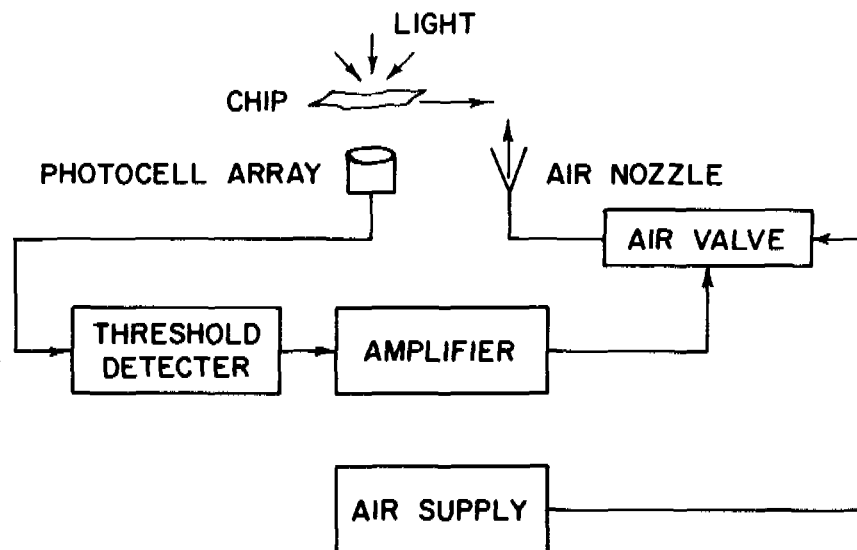 LIGHT
CHIP
PHOTOCELL ARRAY
AIR NOZZLE
AIR VALVE
THRESHOLD
DETECTER
AMPLIFIER
AIR SUPPLY